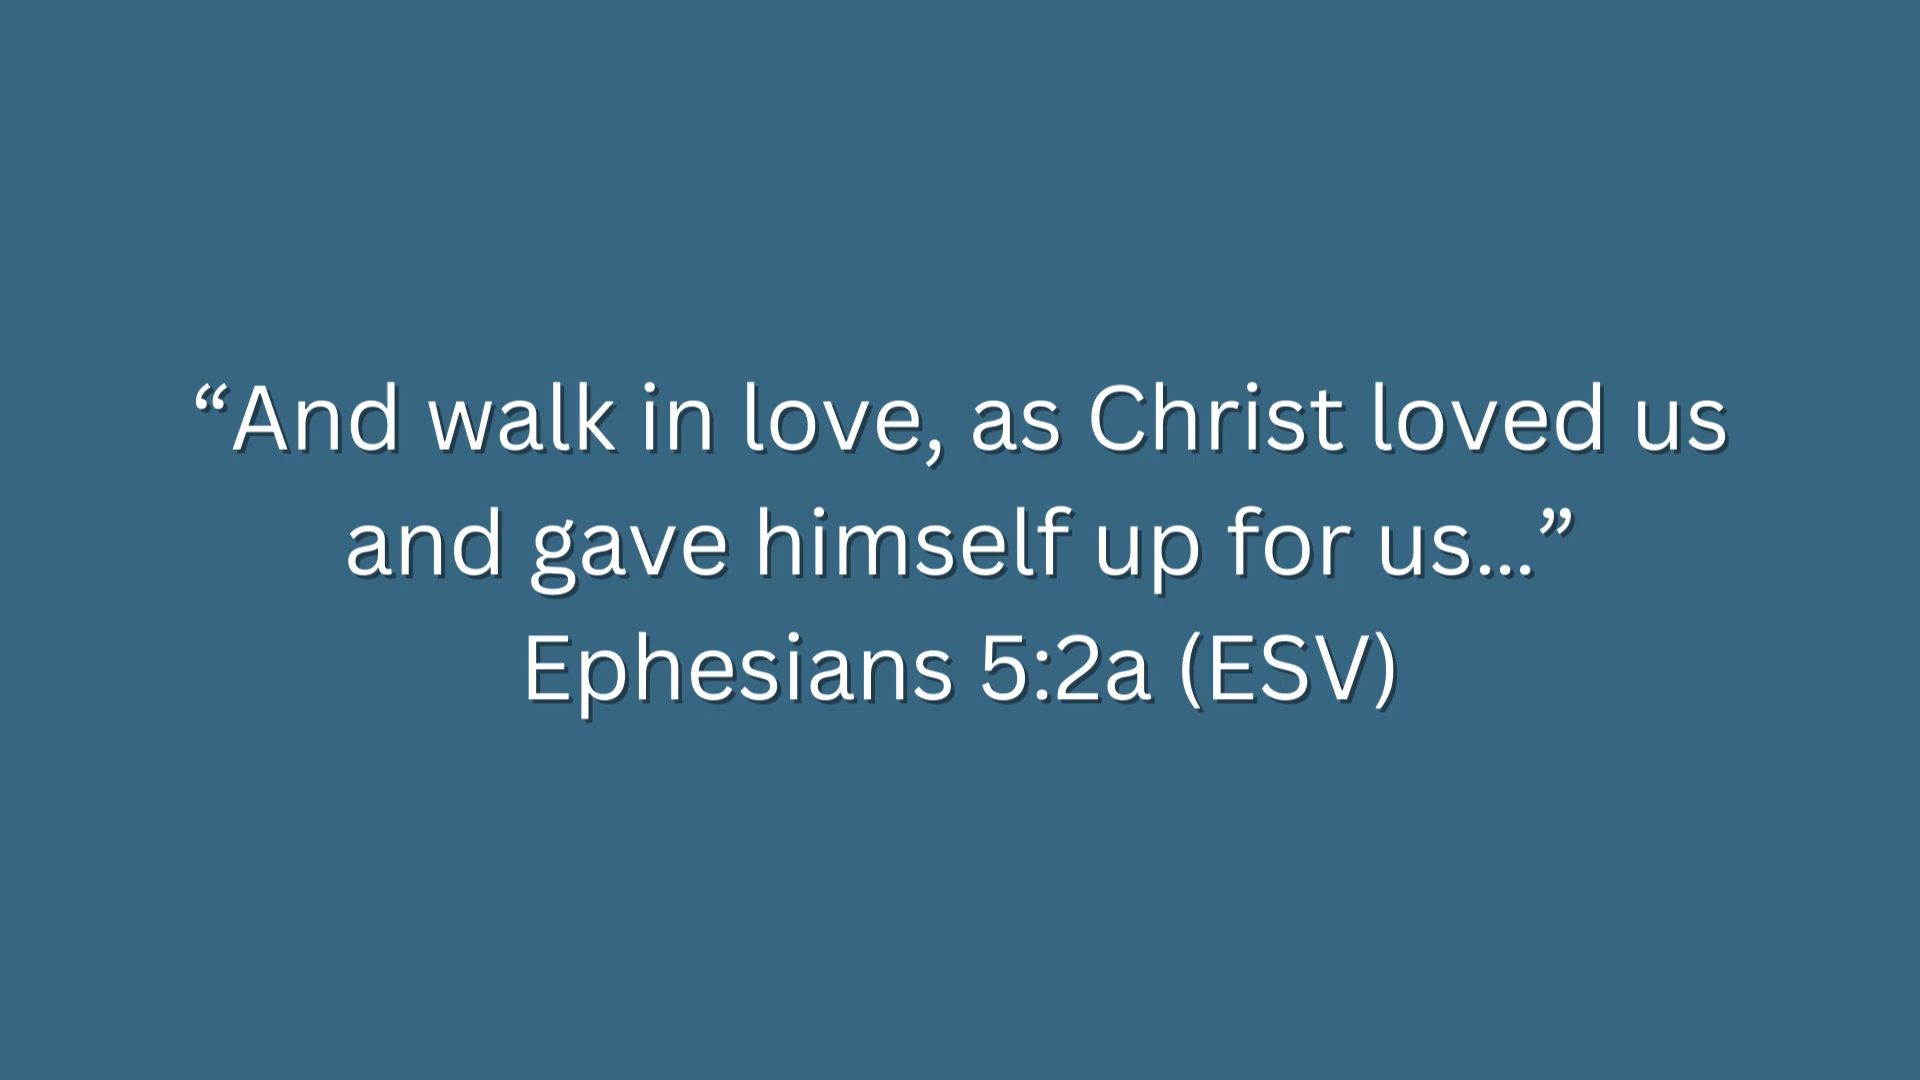 “And walk in love, as Christ loved us
and gave himself up for us...”
Ephesians 5:2a (ESV)